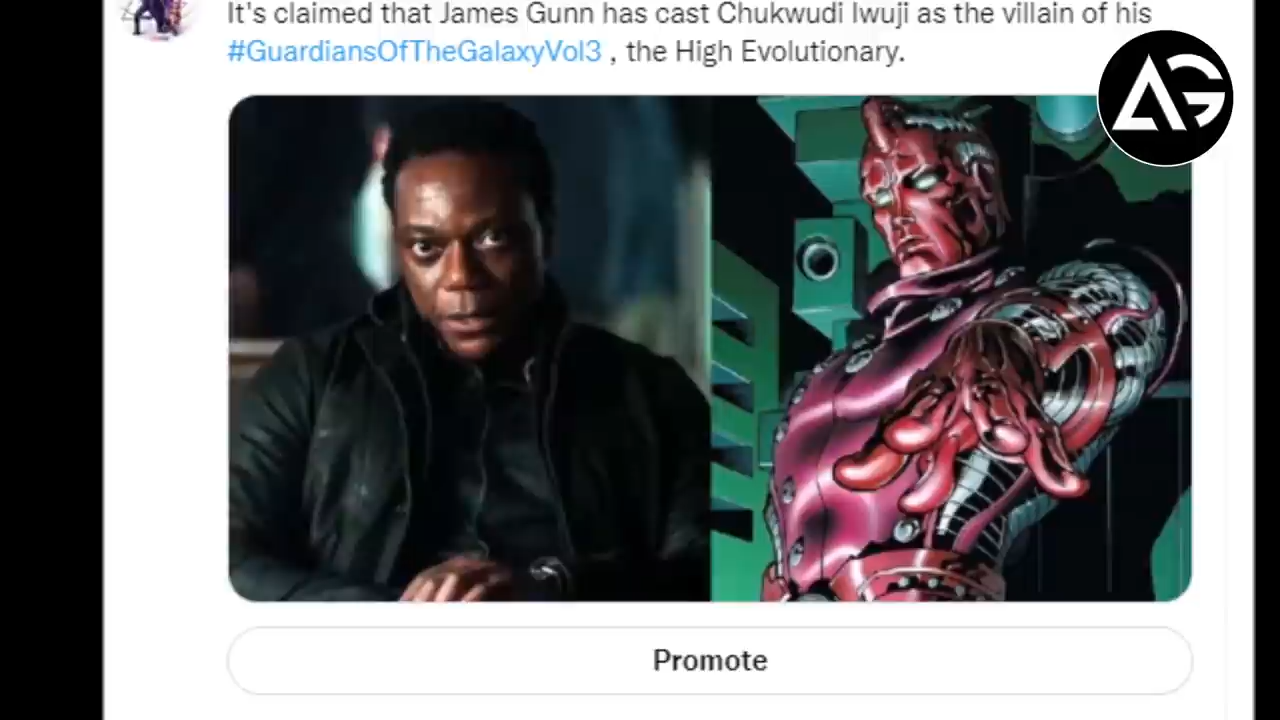 It's claimed that James Gunn has cast Chukwudi Iwuji as the villain of his
#GuardiansOfTheGalaxyVol3 , the High Evolutionary.
AG
Promote